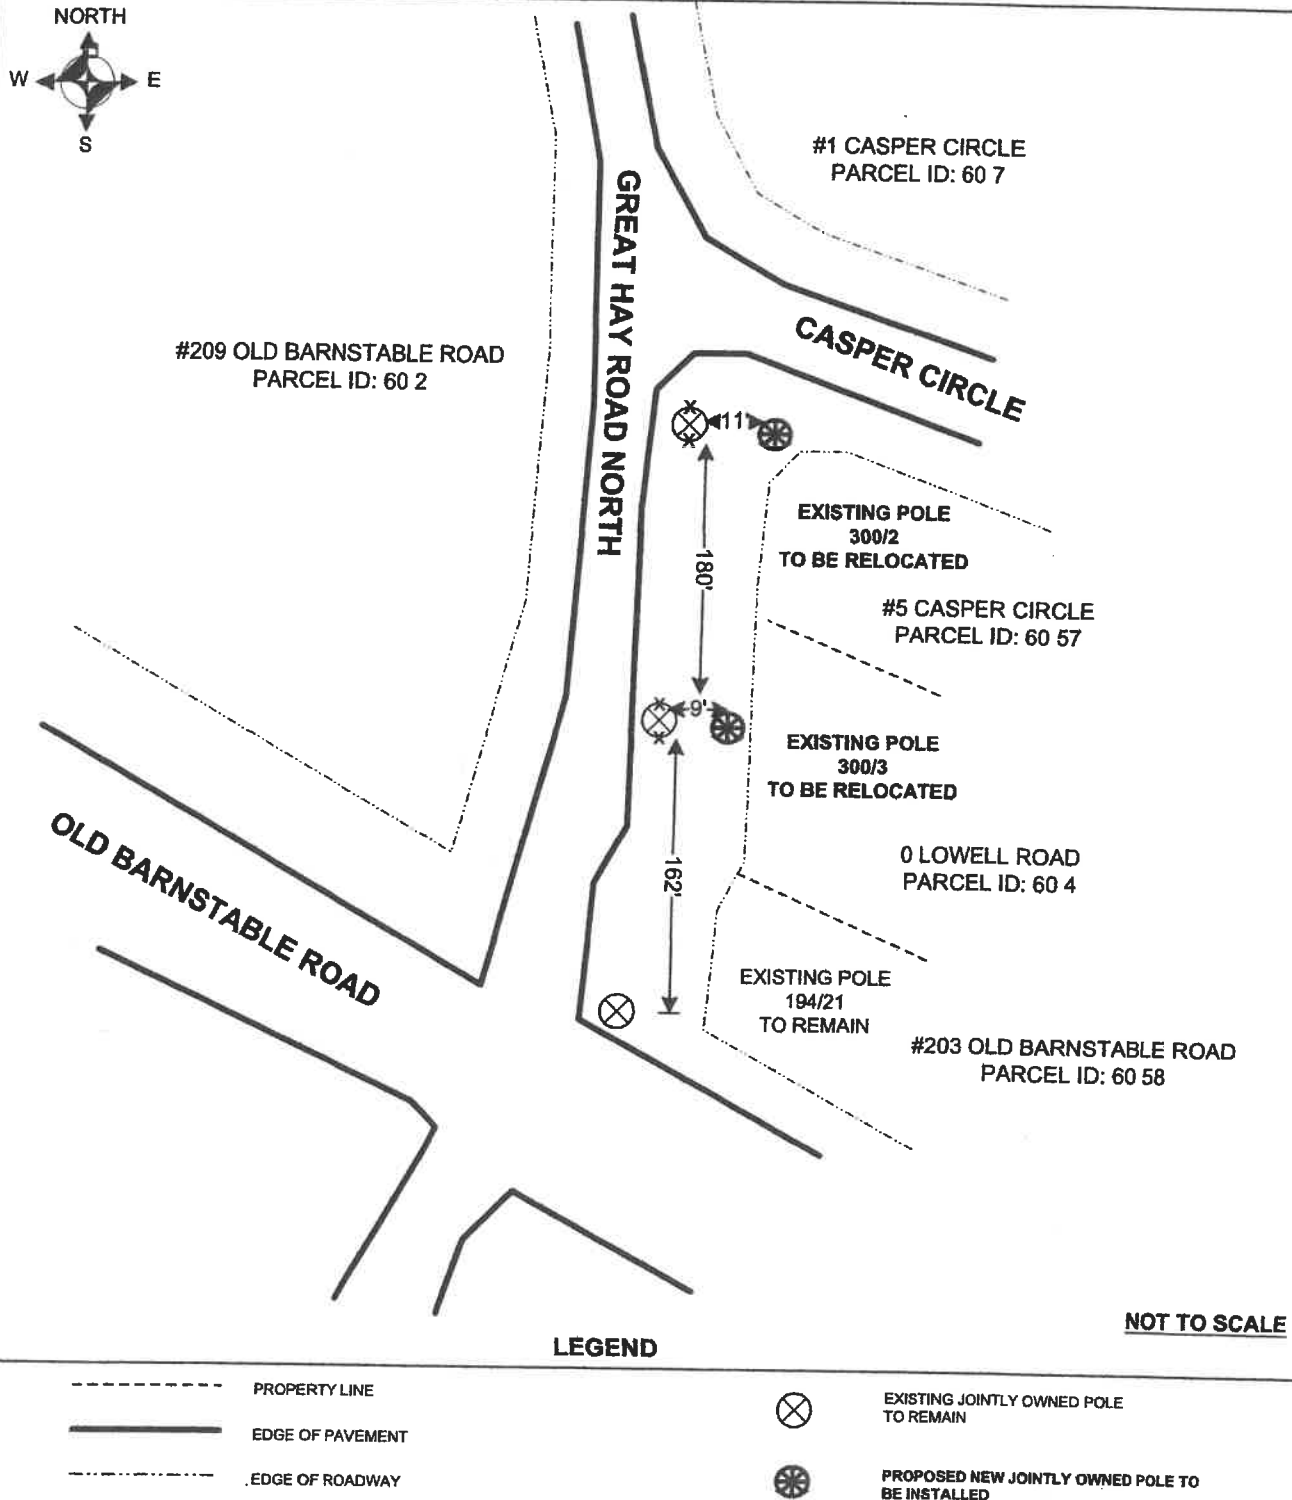 NORTH
W E
S
#1 CASPER CIRCLE
PARCEL ID: 60 7
GREAT HAY ROAD NORTH
CASPER CIRCLE
#209 OLD BARNSTABLE ROAD
PARCEL ID: 60 2
11'
EXISTING POLE
300/2
TO BE RELOCATED
180'
#5 CASPER CIRCLE
PARCEL ID: 60 57
9'
EXISTING POLE
300/3
TO BE RELOCATED
OLD BARNSTABLE ROAD
162'
0 LOWELL ROAD
PARCEL ID: 60 4
EXISTING POLE
194/21
TO REMAIN
#203 OLD BARNSTABLE ROAD
PARCEL ID: 60 58
NOT TO SCALE
LEGEND
PROPERTY LINE
EDGE OF PAVEMENT
EDGE OF ROADWAY
EXISTING JOINTLY OWNED POLE
TO REMAIN
PROPOSED NEW JOINTLY OWNED POLE TO
BE INSTALLED